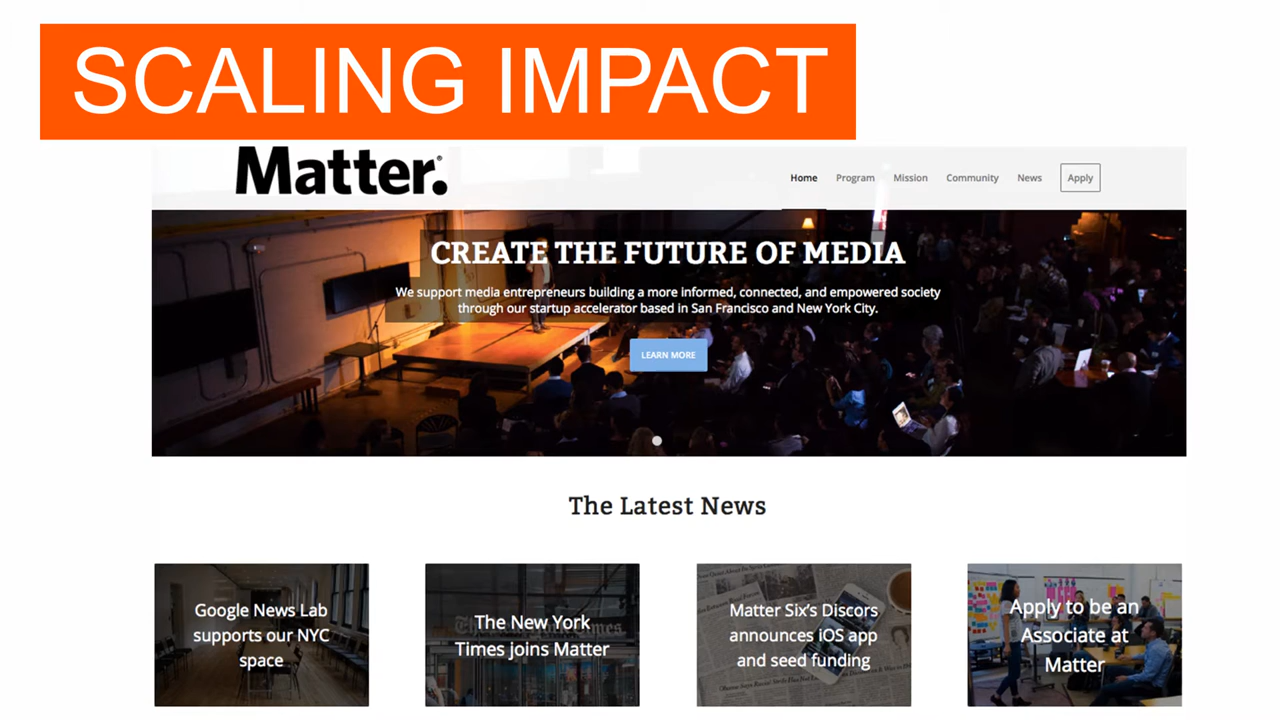 SCALING IMPACT
Matter.®
Home Program Mission Community News Apply
CREATE THE FUTURE OF MEDIA
We support media entrepreneurs building a more informed, connected, and empowered society
through our startup accelerator based in San Francisco and New York City.
LEARN MORE
The Latest News
Google News Lab
supports our NYC
space
The New York
Times joins Matter
Matter Six's Discors
announces iOS app
and seed funding
Apply to be an
Associate at
Matter